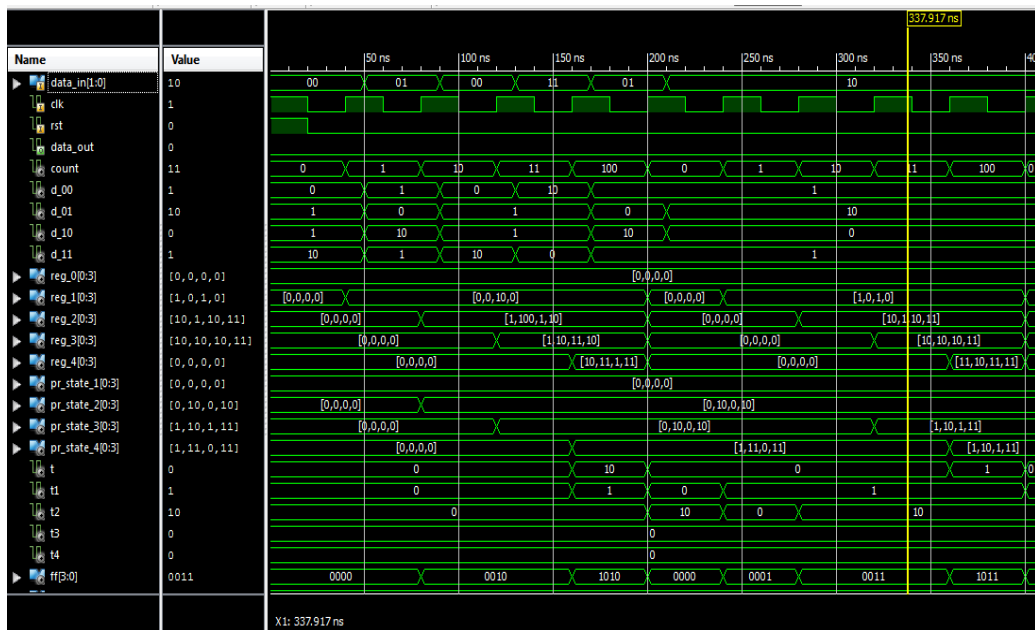 337.917 ns
Name Value 50 ns 100 ns 150 ns 200 ns 250 ns 300 ns 350 ns
data_in[1:0] 10 00 01 00 11 01 10
clk 1
rst 0
data_out 0
count 11 0 1 10 11 100 0 1 10 11 100 0
d_00 1 0 1 0 10 1
d_01 10 1 0 1 0 10
d_10 0 1 10 1 10 0
d_11 1 10 1 10 0 1
reg_0[0:3] [0,0,0,0] [0,0,0,0]
reg_1[0:3] [1,0,1,0] [0,0,0,0] [0,0,10,0] [0,0,0,0] [1,0,1,0]
reg_2[0:3] [10,1,10,11] [0,0,0,0] [1,100,1,10] [0,0,0,0] [10,1,10,11]
reg_3[0:3] [10,10,10,11] [0,0,0,0] [1,10,11,10] [0,0,0,0] [10,10,10,11]
reg_4[0:3] [0,0,0,0] [0,0,0,0] [10,11,1,11] [0,0,0,0] [11,10,11,11]
pr_state_1[0:3] [0,0,0,0] [0,0,0,0]
pr_state_2[0:3] [0,10,0,10] [0,0,0,0] [0,10,0,10]
pr_state_3[0:3] [1,10,1,11] [0,0,0,0] [0,10,0,10] [1,10,1,11]
pr_state_4[0:3] [1,11,0,11] [0,0,0,0] [1,11,0,11] [1,10,1,11]
t 0 0 10 0 1 0
t1 1 0 1 0 1
t2 10 0 10 0 10
t3 0 0
t4 0 0
ff[3:0] 0011 0000 0010 1010 0000 0001 0011 1011
X1: 337.917 ns